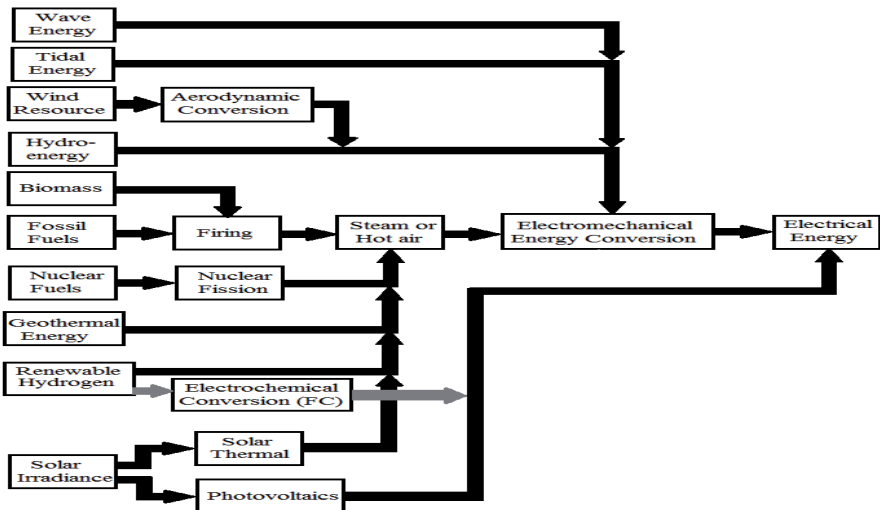 Wave
Energy
Tidal
Energy
Wind
Resource
Aerodynamic
Conversion
Hydro-
energy
Biomass
Fossil
Fuels
Firing
Steam or
Hot air
Electromechanical
Energy Conversion
Electrical
Energy
Nuclear
Fuels
Nuclear
Fission
Geothermal
Energy
Renewable
Hydrogen
Electrochemical
Conversion (FC)
Solar
Thermal
Solar
Irradiance
Photovoltaics